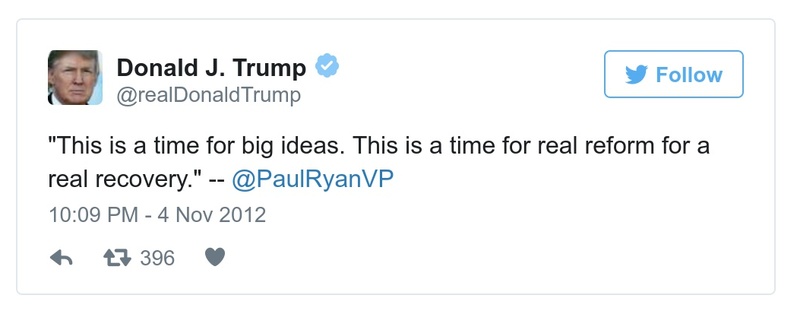 Donald J. Trump
Follow
@realDonaldTrump
"This is a time for big ideas. This is a time for real reform for a
real recovery." -- @PaulRyanVP
10:09 PM - 4 Nov 2012
396